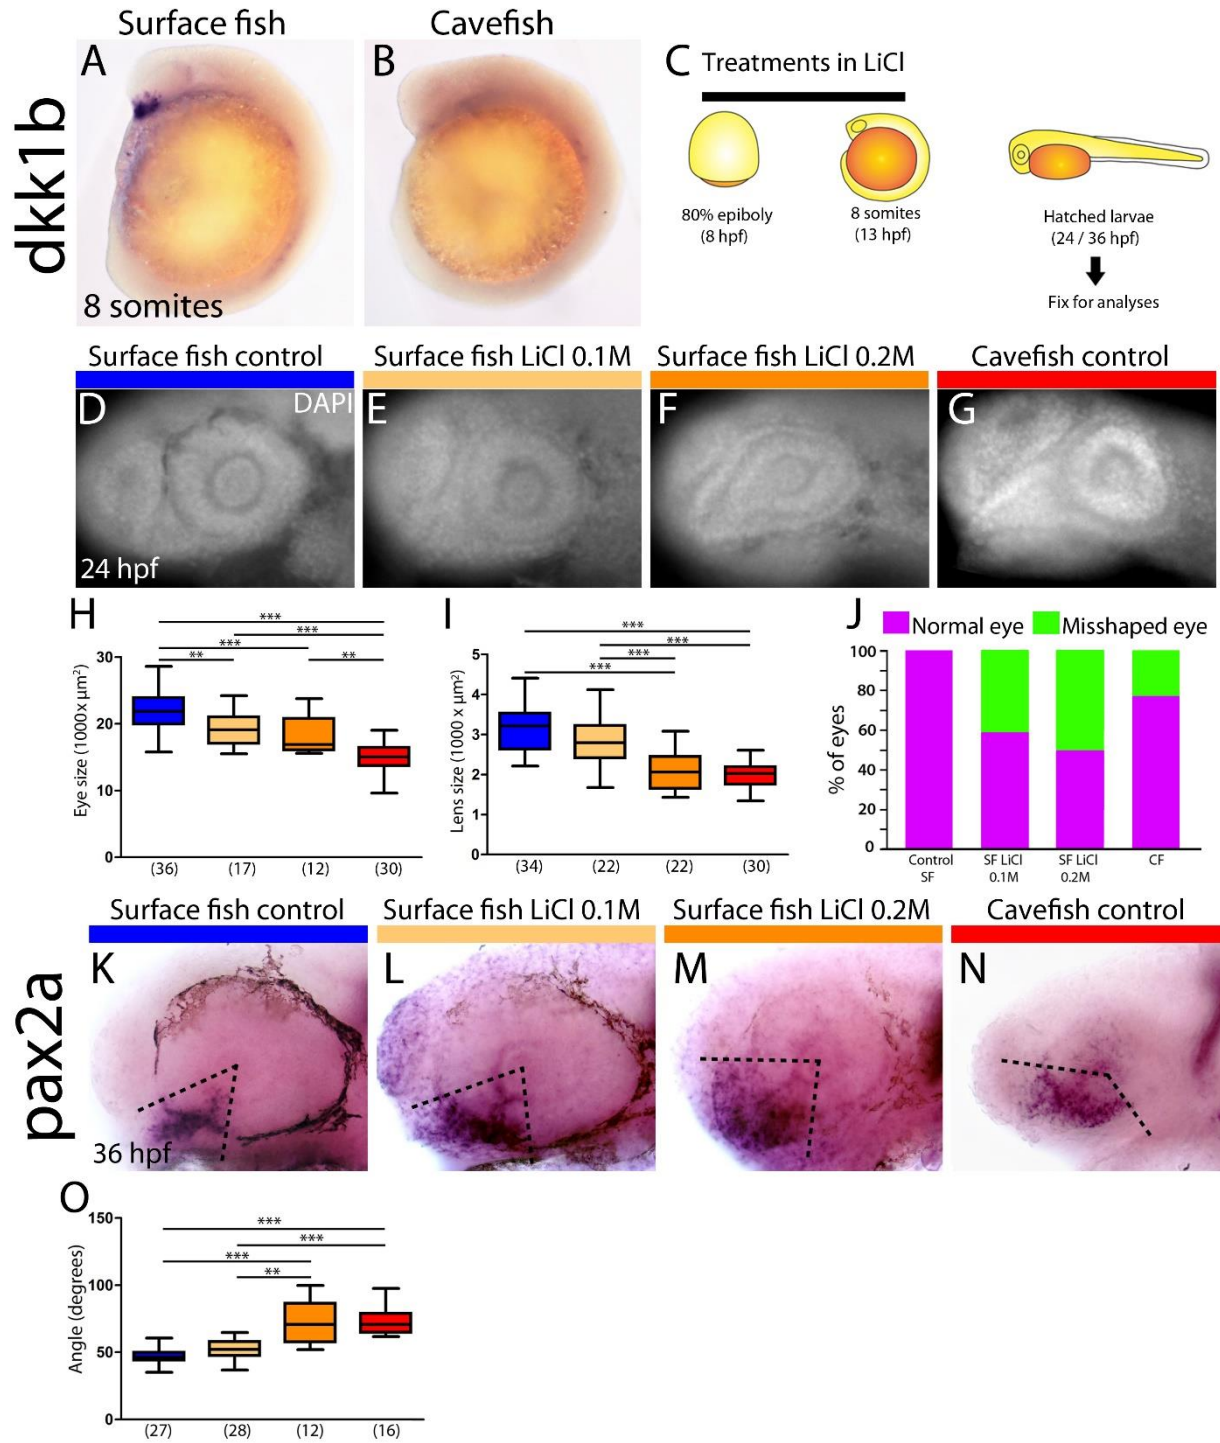 Surface fish
Cavefish
dkk1b
A
B
8 somites
C Treatments in LiCl
80% epiboly
(8 hpf)
8 somites
(13 hpf)
Hatched larvae
(24 / 36 hpf)
Fix for analyses
Surface fish control
Surface fish LiCl 0.1M
Surface fish LiCl 0.2M
Cavefish control
D
DAPI
24 hpf
E
F
G
H
***
***
***
**
**
Eye size (1000 x µm²)
30
20
10
0
(36)
(17)
(12)
(30)
I
***
***
***
***
Lens size (1000 x µm²)
5
4
3
2
1
0
(34)
(22)
(22)
(30)
J
Normal eye
Misshaped eye
% of eyes
100
80
60
40
20
0
Control
SF
SF LiCl
0.1M
SF LiCl
0.2M
CF
Surface fish control
Surface fish LiCl 0.1M
Surface fish LiCl 0.2M
Cavefish control
pax2a
K
36 hpf
L
M
N
O
***
***
***
**
Angle (degrees)
150
100
50
0
(27)
(28)
(12)
(16)